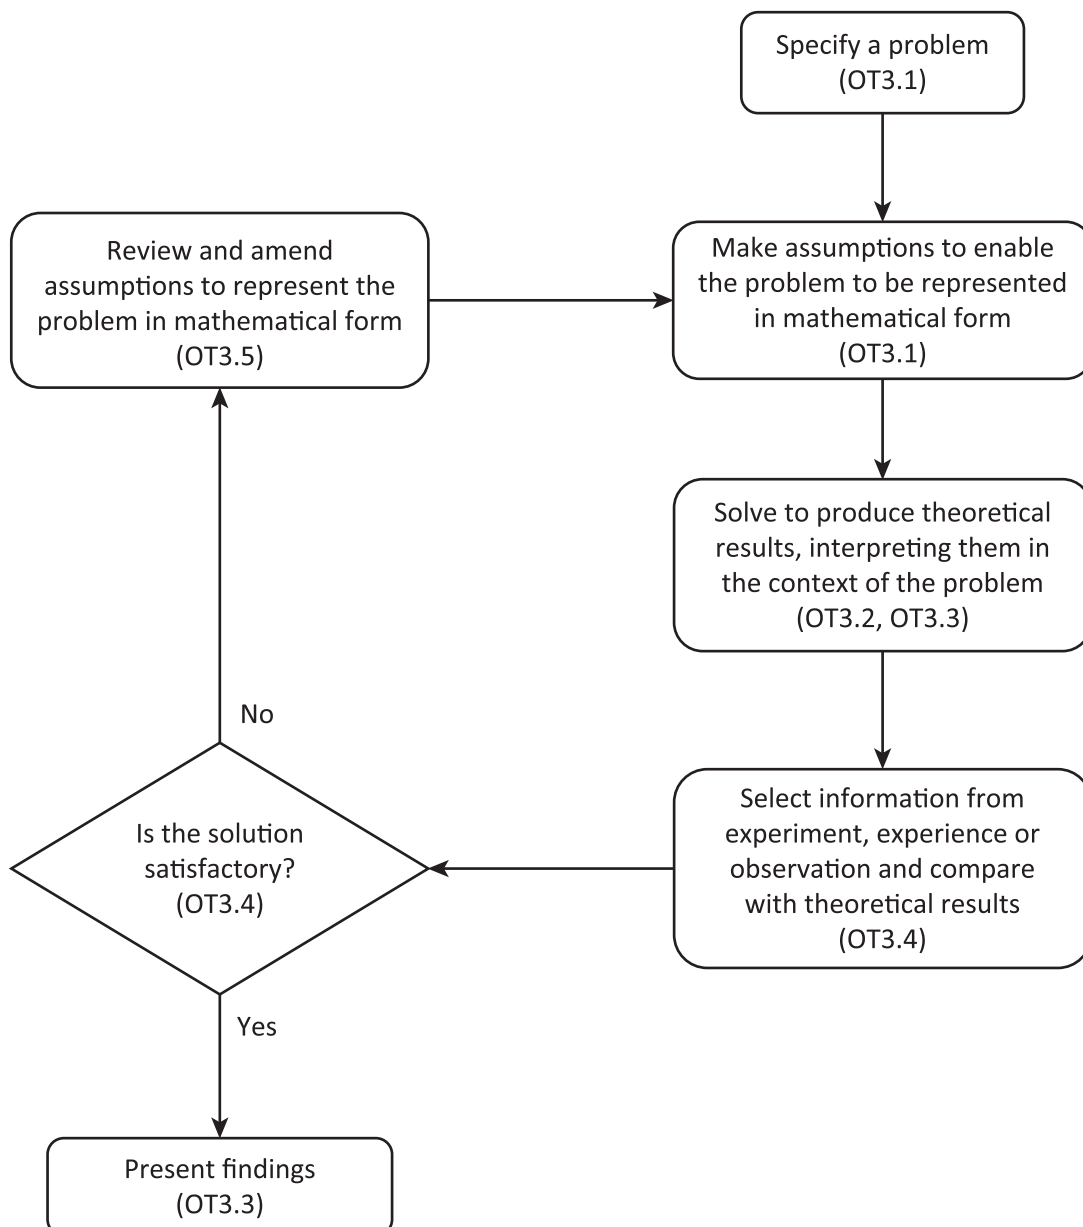 Specify a problem
(OT3.1)
Make assumptions to enable
the problem to be represented
in mathematical form
(OT3.1)
Solve to produce theoretical
results, interpreting them in
the context of the problem
(OT3.2, OT3.3)
Select information from
experiment, experience or
observation and compare
with theoretical results
(OT3.4)
Is the solution
satisfactory?
(OT3.4)
No
Review and amend
assumptions to represent the
problem in mathematical form
(OT3.5)
Yes
Present findings
(OT3.3)